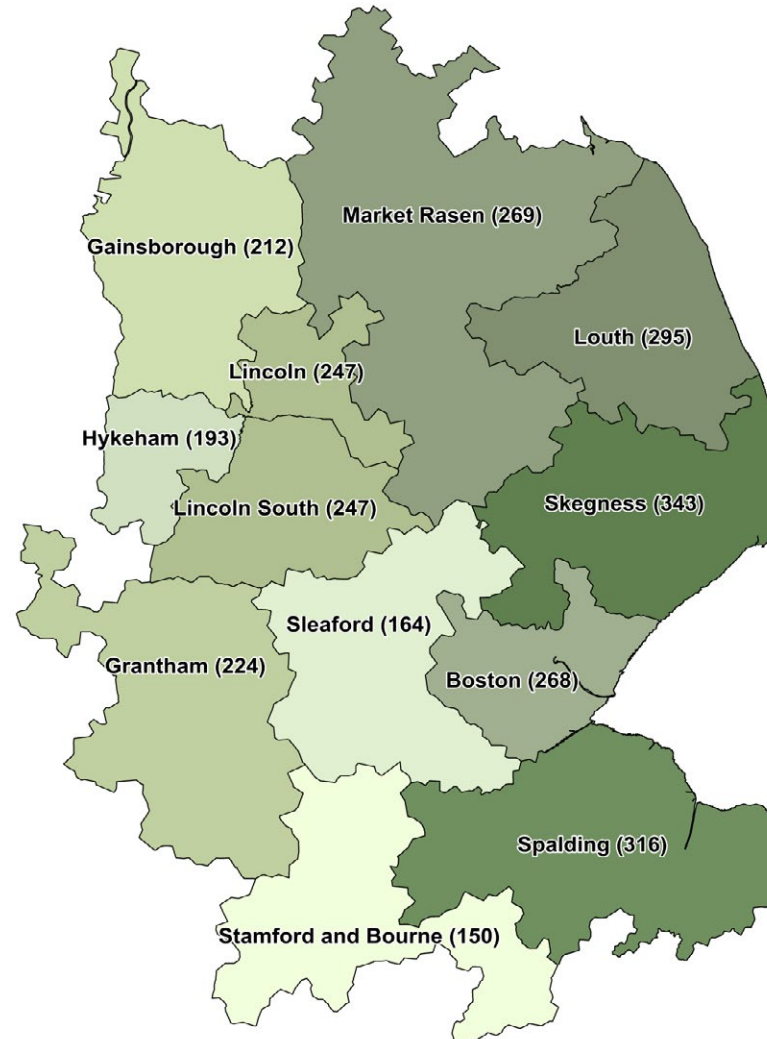 Market Rasen (269)
Gainsborough (212)
Louth (295)
Lincoln (247)
Hykeham (193)
Skegness (343)
Lincoln South (247)
Sleaford (164)
Grantham (224)
Boston (268)
Spalding (316)
Stamford and Bourne (150)